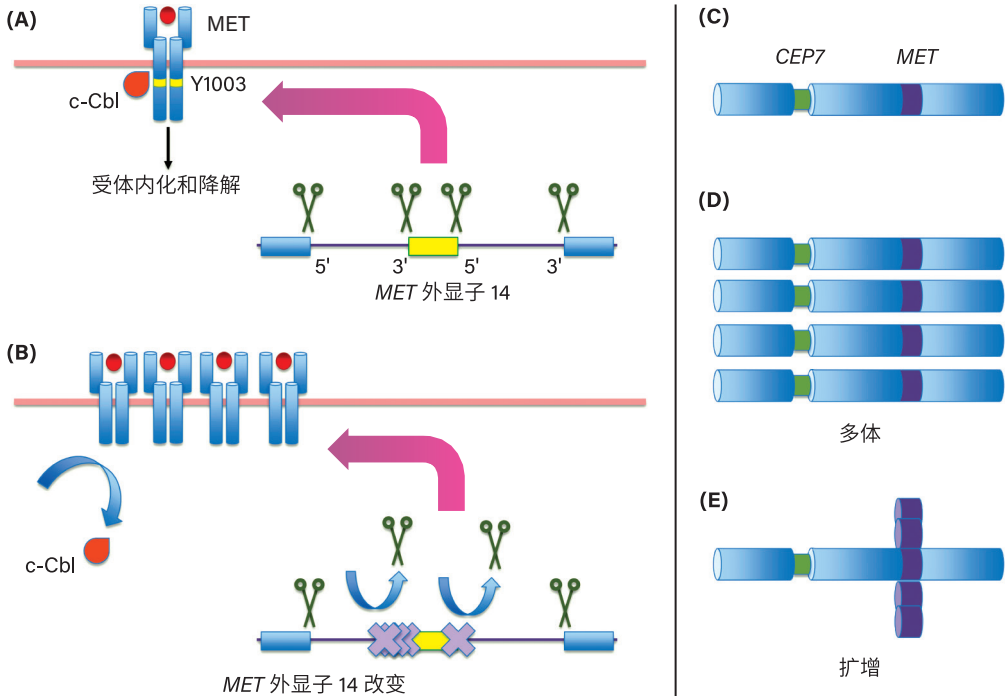 (A)
MET
c-Cbl
Y1003
受体内化和降解
5' 3' 5' 3'
MET 外显子 14
(B)
c-Cbl
MET 外显子 14 改变
(C)
CEP7 MET
(D)
多体
(E)
扩增